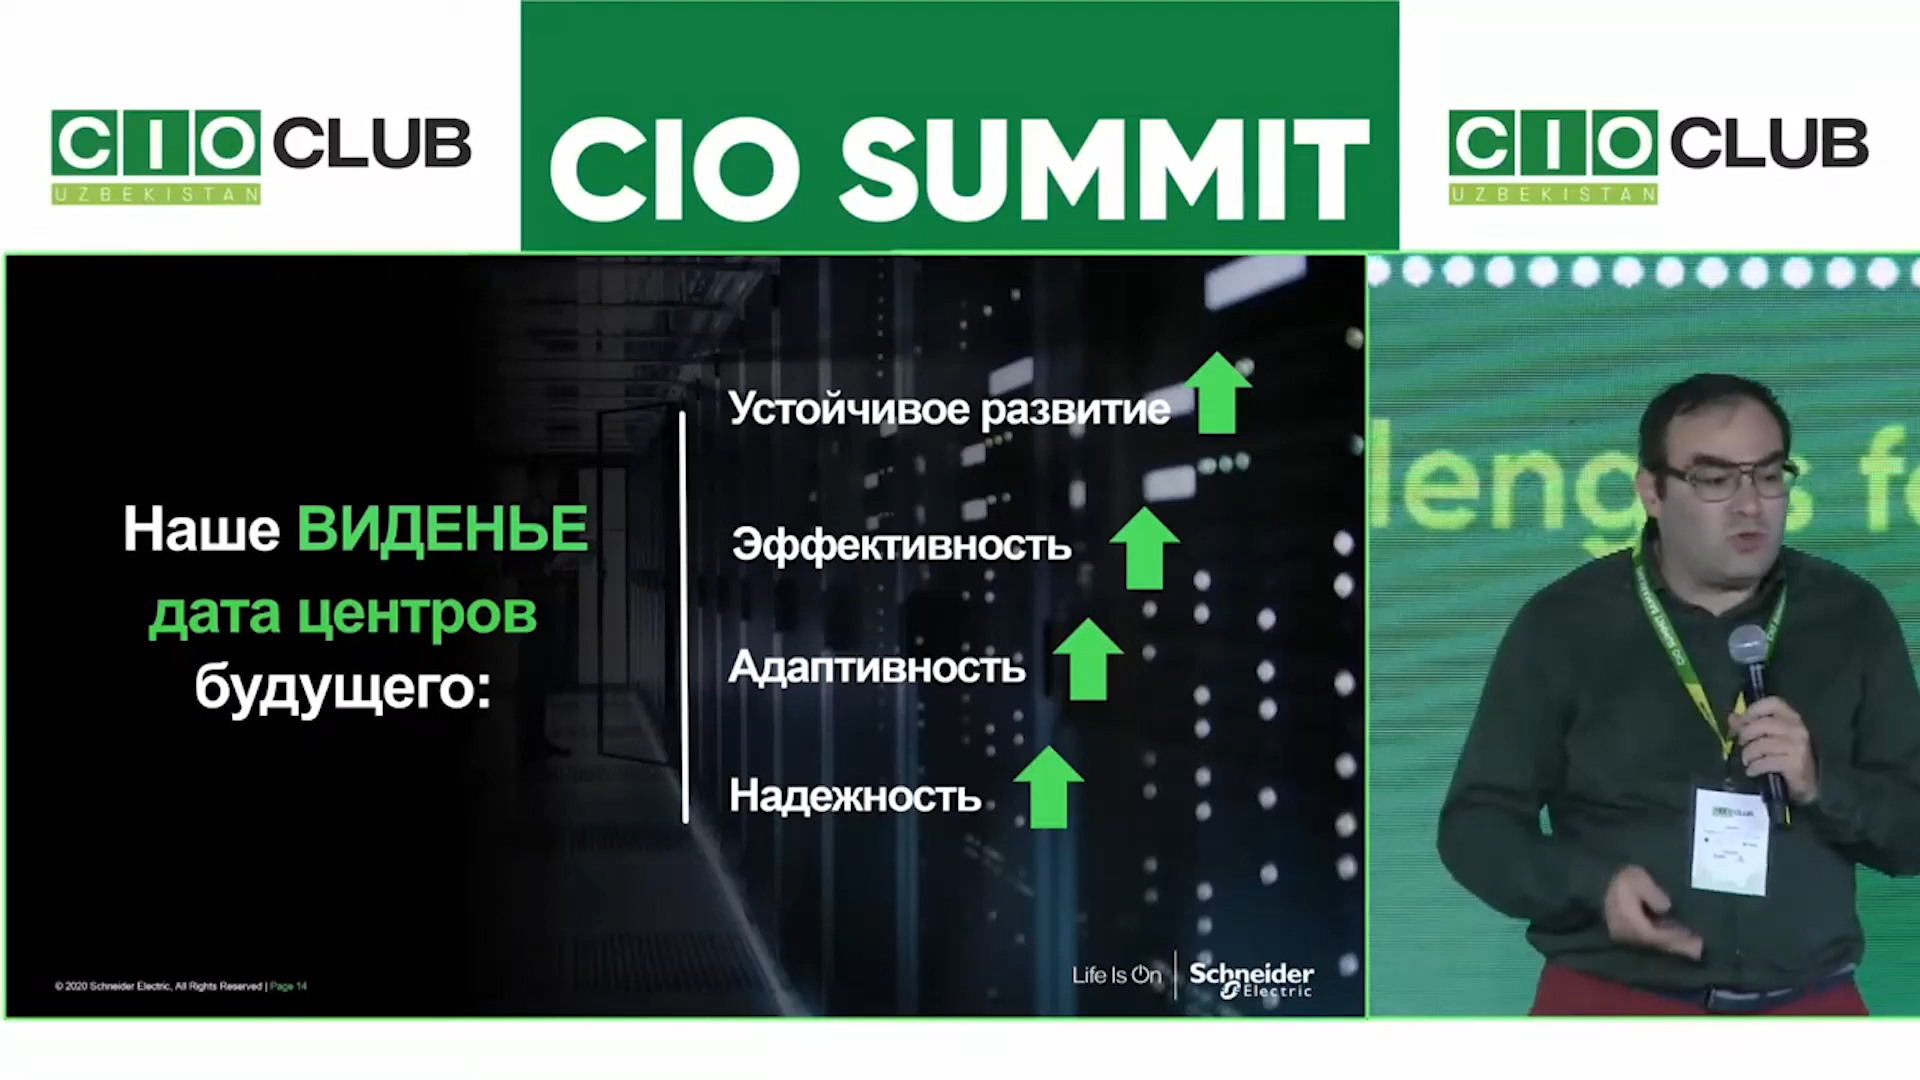 CIO CLUB
UZBEKISTAN
CIO SUMMIT
CIO CLUB
UZBEKISTAN
Наше ВИДЕНЬЕ
дата центров
будущего:
Устойчивое развитие
Эффективность
Адаптивность
Надежность
© 2020 Schneider Electric, All Rights Reserved | Page 14
Life Is On
Schneider
Electric
CLUB